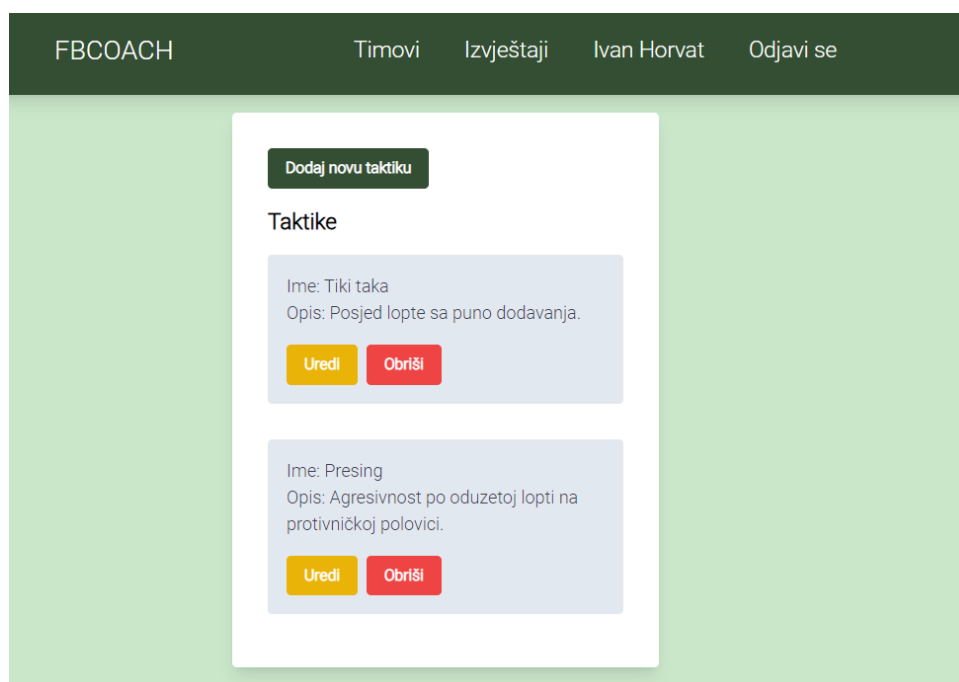 FBCOACH Timovi Izvještaji Ivan Horvat Odjavi se
Dodaj novu taktiku
Taktike
Ime: Tiki taka
Opis: Posjed lopte sa puno dodavanja.
Uredi Obriši
Ime: Presing
Opis: Agresivnost po oduzetoj lopti na
protivničkoj polovici.
Uredi Obriši